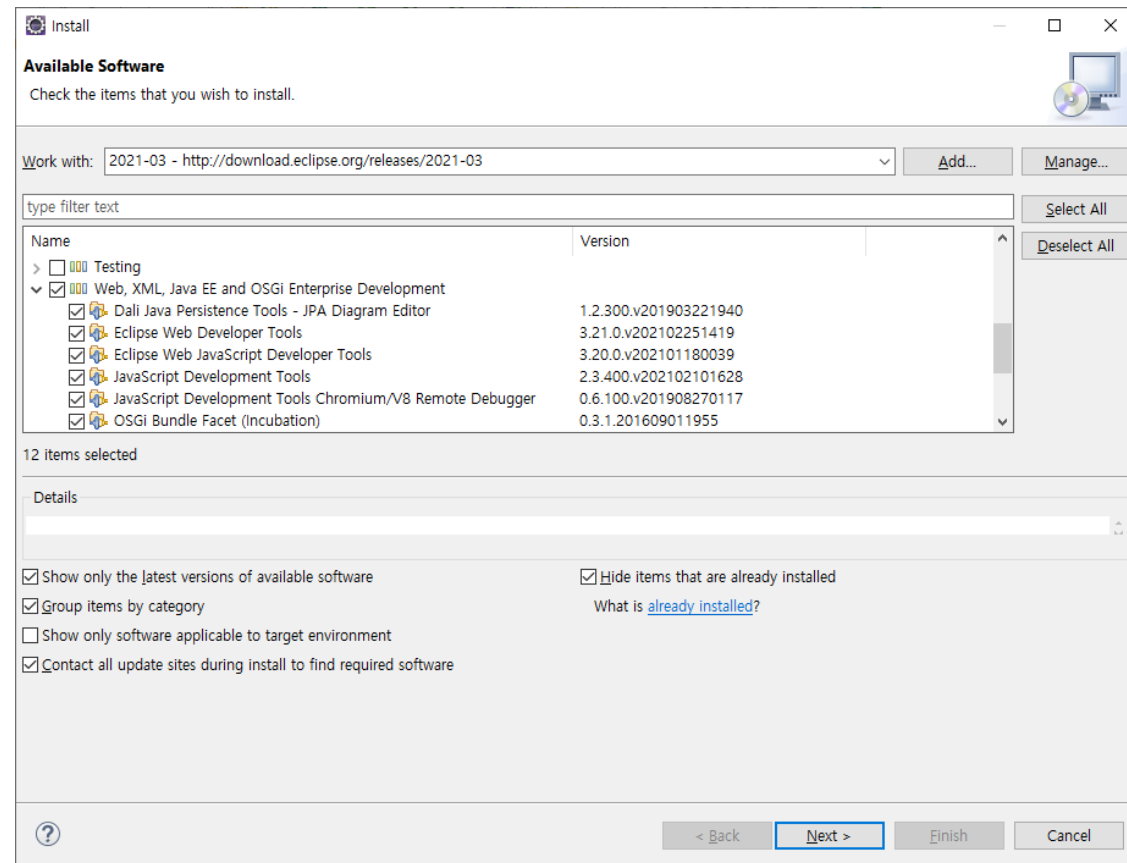 Install
Available Software
Check the items that you wish to install.
Work with: 2021-03 - http://download.eclipse.org/releases/2021-03 Add... Manage...
type filter text Select All
Name Version Deselect All
Testing
Web, XML, Java EE and OSGi Enterprise Development
Dali Java Persistence Tools - JPA Diagram Editor 1.2.300.v201903221940
Eclipse Web Developer Tools 3.21.0.v202102251419
Eclipse Web JavaScript Developer Tools 3.20.0.v202101180039
JavaScript Development Tools 2.3.400.v202102101628
JavaScript Development Tools Chromium/V8 Remote Debugger 0.6.100.v201908270117
OSGi Bundle Facet (Incubation) 0.3.1.201609011955
12 items selected
Details
Show only the latest versions of available software Hide items that are already installed
Group items by category What is already installed?
Show only software applicable to target environment
Contact all update sites during install to find required software
? < Back Next > Finish Cancel